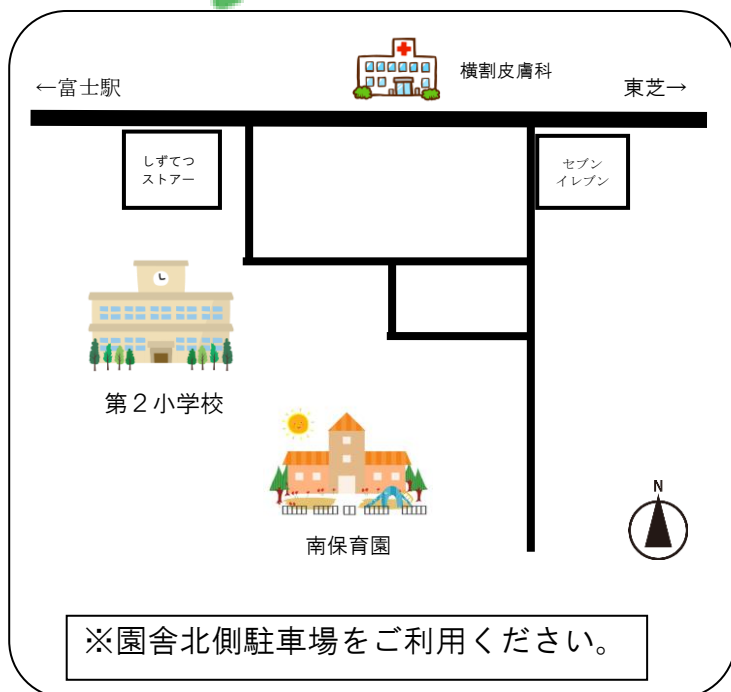 横割皮膚科
←富士駅
東芝→
しずてつ
ストアー
セブン
イレブン
第２小学校
N
南保育園
※園舎北側駐車場をご利用ください。